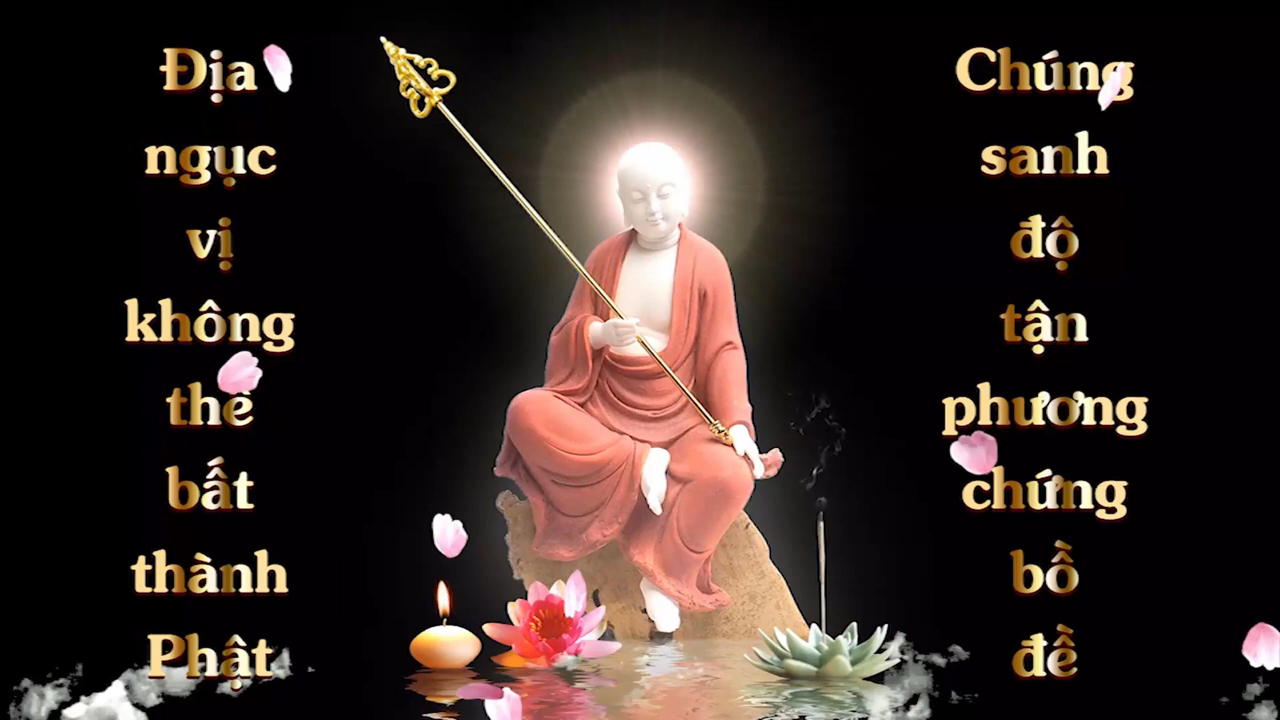 Địa
ngục
vị
không
thề
bất
thành
Phật
Chúng
sanh
độ
tận
phương
chứng
bồ
đề